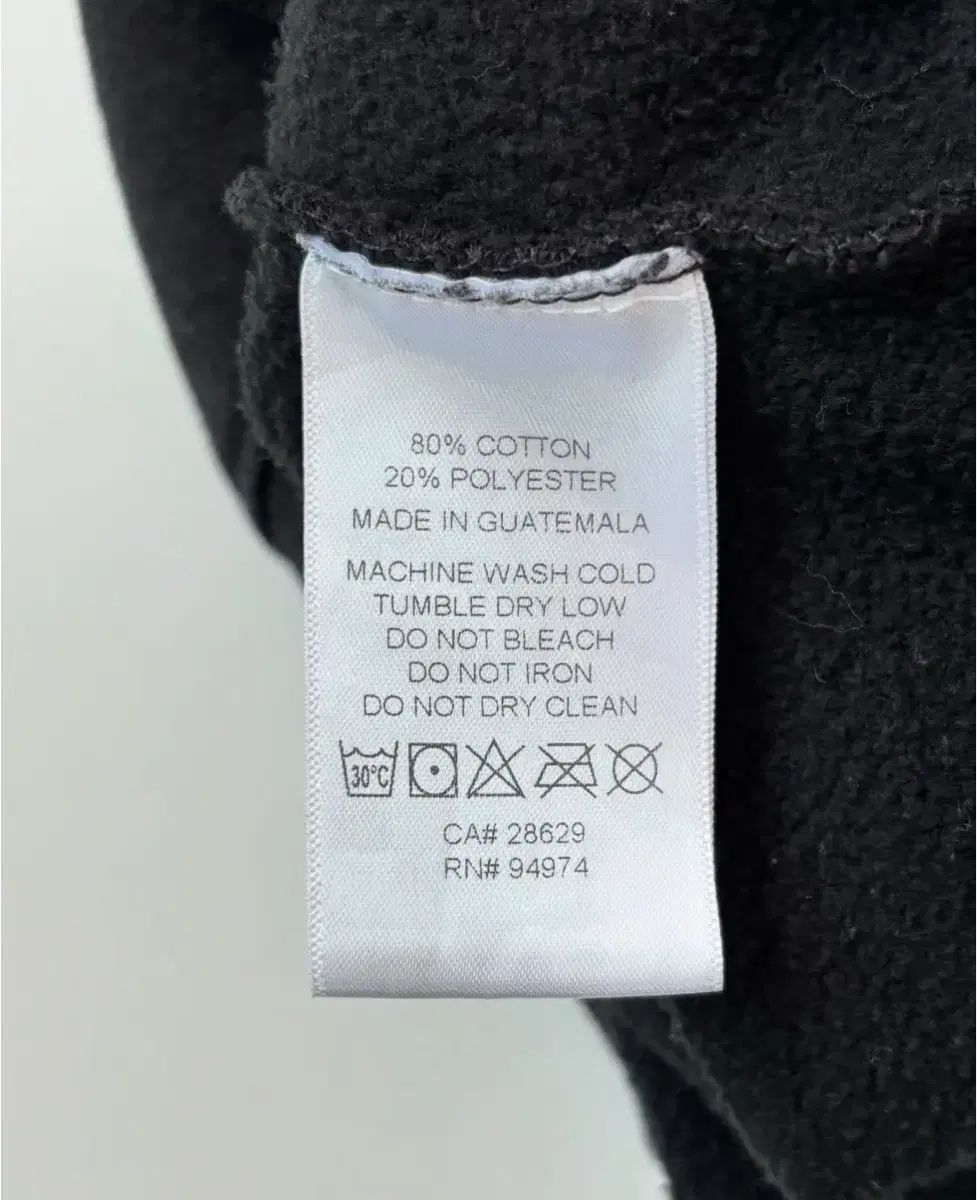 80% COTTON
20% POLYESTER
MADE IN GUATEMALA
MACHINE WASH COLD
TUMBLE DRY LOW
DO NOT BLEACH
DO NOT IRON
DO NOT DRY CLEAN
30°C
CA# 28629
RN# 94974